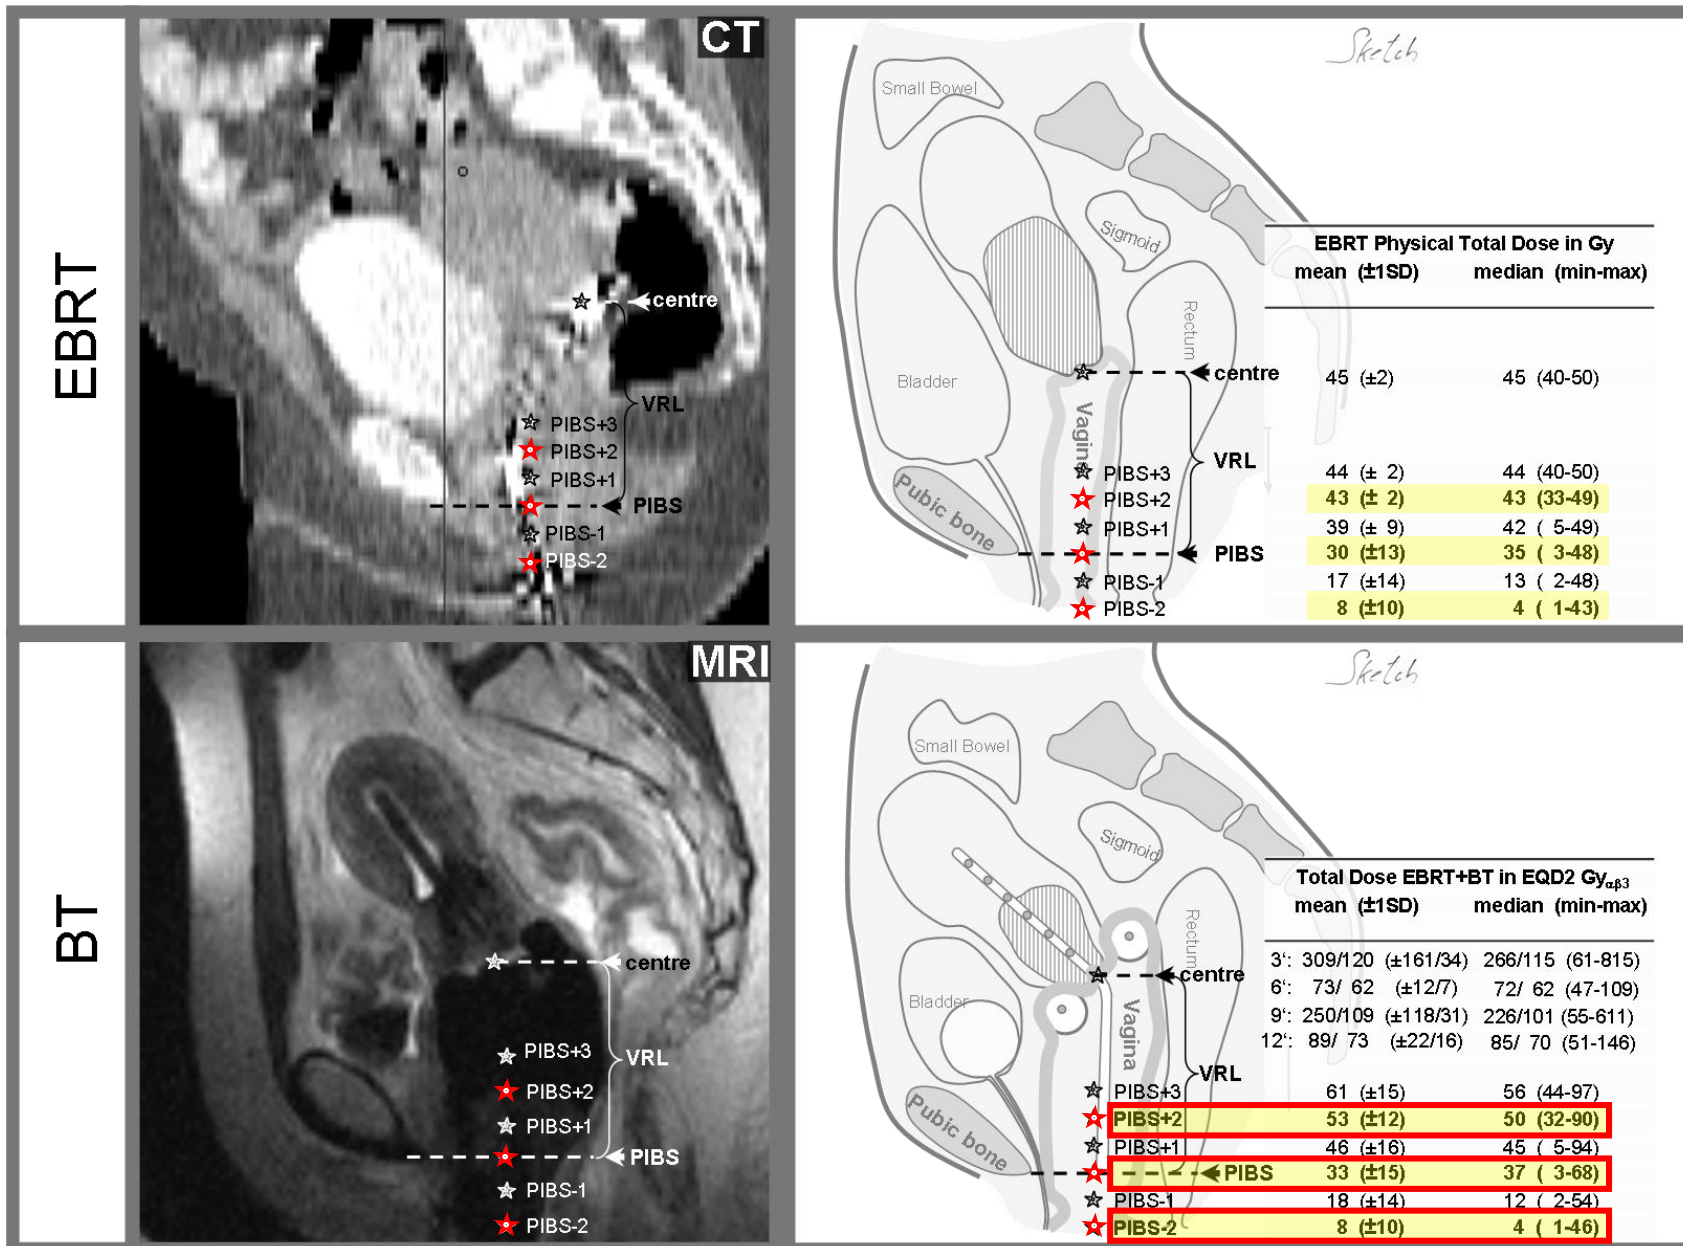 EBRT
CT
centre
VRL
PIBS+3
PIBS+2
PIBS+1
PIBS
PIBS-1
PIBS-2
Sketch
Small Bowel
Sigmoid
Rectum
Bladder
Vagina
Pubic bone
centre
VRL
PIBS+3
PIBS+2
PIBS+1
PIBS
PIBS-1
PIBS-2
EBRT Physical Total Dose in Gy
mean (±1SD) median (min-max)
45 (±2) 45 (40-50)
44 (± 2) 44 (40-50)
43 (± 2) 43 (33-49)
39 (± 9) 42 ( 5-49)
30 (±13) 35 ( 3-48)
17 (±14) 13 ( 2-48)
8 (±10) 4 ( 1-43)
BT
MRI
centre
VRL
PIBS+3
PIBS+2
PIBS+1
PIBS
PIBS-1
PIBS-2
Sketch
Small Bowel
Sigmoid
Rectum
Bladder
Vagina
Pubic bone
centre
VRL
Total Dose EBRT+BT in EQD2 Gyαβ3
mean (±1SD) median (min-max)
3‘: 309/120 (±161/34) 266/115 (61-815)
6‘: 73/ 62 (±12/7) 72/ 62 (47-109)
9‘: 250/109 (±118/31) 226/101 (55-611)
12‘: 89/ 73 (±22/16) 85/ 70 (51-146)
PIBS+3 61 (±15) 56 (44-97)
PIBS+2 53 (±12) 50 (32-90)
PIBS+1 46 (±16) 45 ( 5-94)
PIBS 33 (±15) 37 ( 3-68)
PIBS-1 18 (±14) 12 ( 2-54)
PIBS-2 8 (±10) 4 ( 1-46)